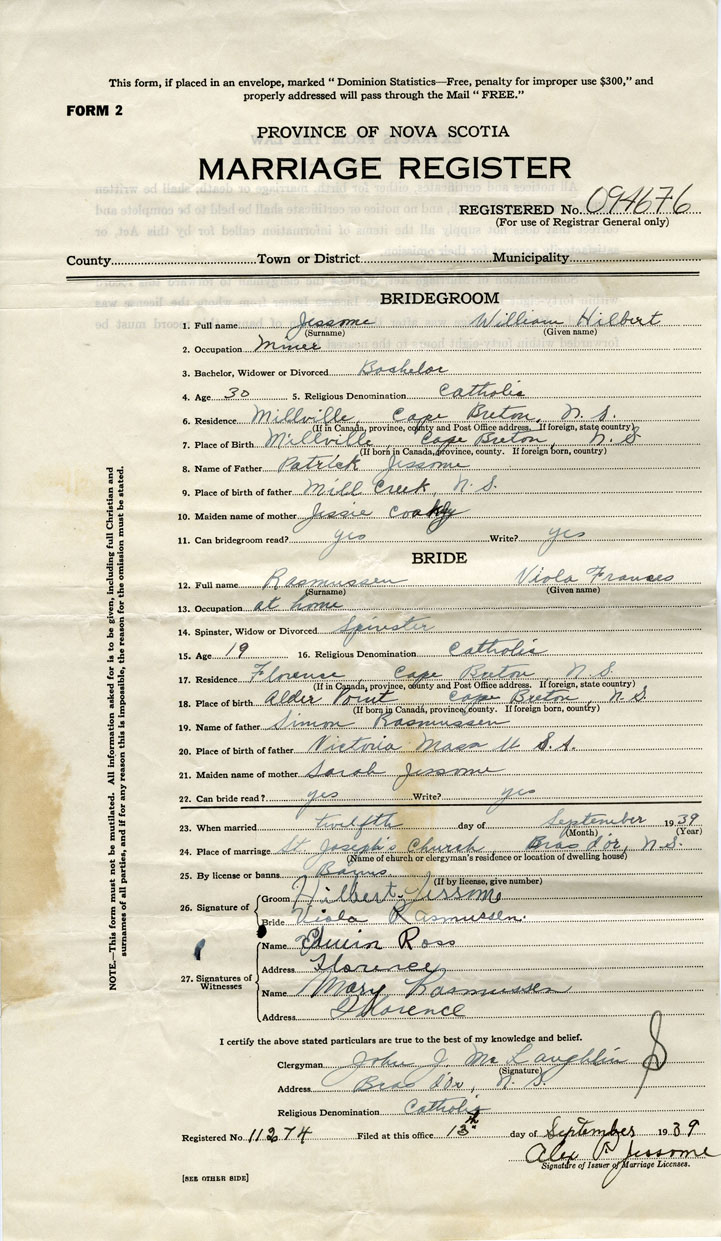 This form, if placed in an envelope, marked " Dominion Statistics—Free, penalty for improper use $300," and
properly addressed will pass through the Mail " FREE."
FORM 2
PROVINCE OF NOVA SCOTIA
MARRIAGE REGISTER
REGISTERED No. 094676
(For use of Registrar General only)
County Town or District Municipality
BRIDEGROOM
1. Full name Jessome William Hilbert
(Surname) (Given name)
2. Occupation Miner
3. Bachelor, Widower or Divorced Bachelor
4. Age 30 5. Religious Denomination Catholic
6. Residence Millville, Cape Breton, N. S.
(If in Canada, province, county and Post Office address. If foreign, state country)
7. Place of Birth Millville Cape Breton, N. S
(If born in Canada, province, county. If foreign born, country)
8. Name of Father Patrick Jessome
9. Place of birth of father Mill Creek, N. S.
10. Maiden name of mother Jessie
11. Can bridegroom read? yes Write? yes
BRIDE
12. Full name Rasmussen Viola Frances
(Surname) (Given name)
13. Occupation at home
14. Spinster, Widow or Divorced Spinster
15. Age 19 16. Religious Denomination Catholic
17. Residence Florence, Cape Breton N. S
(If in Canada, province, county and Post Office address. If foreign, state country)
18. Place of birth Alder Point Cape Breton, N. S.
(If born in Canada, province, county. If foreign born, country)
19. Name of father Simon Rasmussen
20. Place of birth of father Victoria Mass U. S. A.
21. Maiden name of mother Sarah Jessome
22. Can bride read? yes Write? yes
23. When married twelfth day of September 1939
(Month) (Year)
24. Place of marriage St Joseph's Church, Bras d'or, N. S.
(Name of church or clergyman's residence or location of dwelling house)
25. By license or banns Banns
(If by license, give number)
26. Signature of Groom Hilbert Jessome
Bride Viola Rasmussen.
27. Signatures of Witnesses
Name Edwin Ross
Address Florence
Name Mary Rasmussen
Address Florence
I certify the above stated particulars are true to the best of my knowledge and belief.
Clergyman John J. McLaughlin
(Signature)
Address Bras d'or, N. S.
Religious Denomination Catholic
Registered No. 11274 Filed at this office 13th day of September 1939
Alex P. Jessome
Signature of Issuer of Marriage Licenses.
[SEE OTHER SIDE]
NOTE.—This form must not be mutilated. All information asked for is to be given, including full Christian and
surnames of all parties, and if for any reason this is impossible, the reason for the omission must be stated.